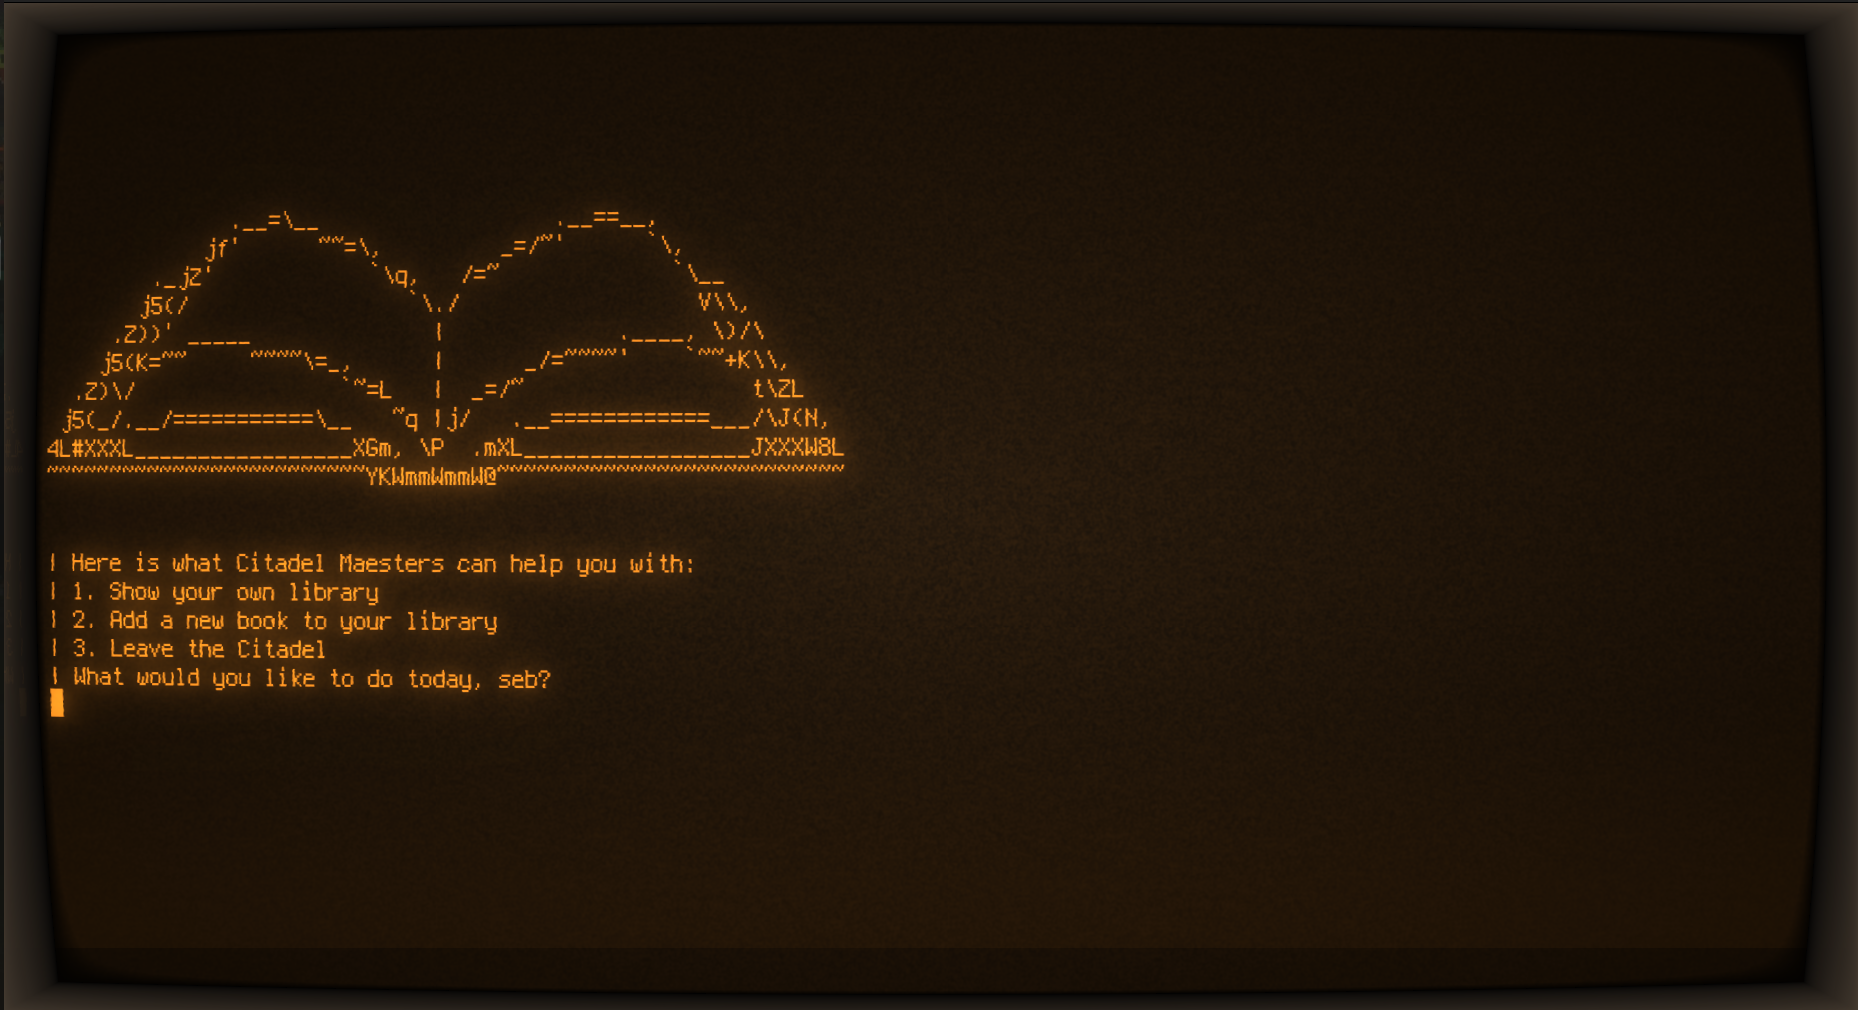 | Here is what Citadel Maesters can help you with:
| 1. Show your own library
| 2. Add a new book to your library
| 3. Leave the Citadel
| What would you like to do today, seb?